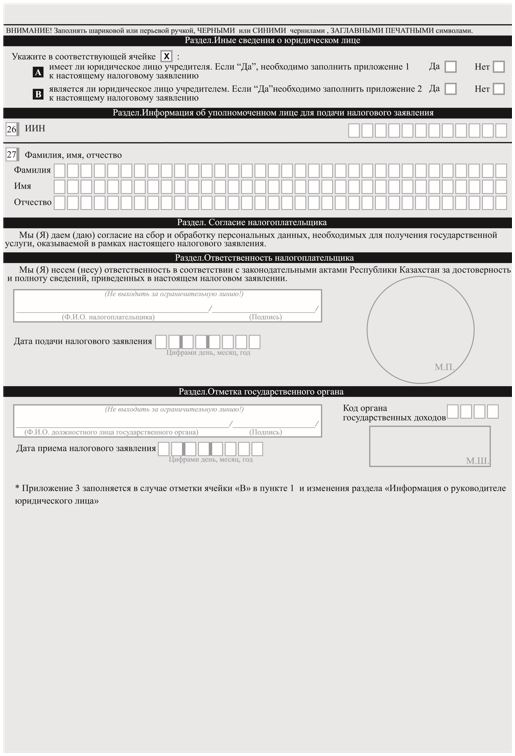 ВНИМАНИЕ! Заполнять шариковой или перьевой ручкой, ЧЕРНЫМИ или СИНИМИ чернилами , ЗАГЛАВНЫМИ ПЕЧАТНЫМИ символами.
Раздел.Иные сведения о юридическом лице
Укажите в соответствующей ячейке X :
A имеет ли юридическое лицо учредителя. Если “Да”, необходимо заполнить приложение 1 Да Нет
к настоящему налоговому заявлению
B является ли юридическое лицо учредителем. Если “Да”необходимо заполнить приложение 2 Да Нет
к настоящему налоговому заявлению
Раздел.Информация об уполномоченном лице для подачи налогового заявления
26 ИИН
27 Фамилия, имя, отчество
Фамилия
Имя
Отчество
Раздел. Согласие налогоплательщика
Мы (Я) даем (даю) согласие на сбор и обработку персональных данных, необходимых для получения государственной
услуги, оказываемой в рамках настоящего налогового заявления.
Раздел.Ответственность налогоплательщика
Мы (Я) несем (несу) ответственность в соответствии с законодательными актами Республики Казахстан за достоверность
и полноту сведений, приведенных в настоящем налоговом заявлении.
(Не выходить за ограничительную линию!)
/ /
(Ф.И.О. налогоплательщика) (Подпись)
Дата подачи налогового заявления
Цифрами день, месяц, год
М.П.
Раздел.Отметка государственного органа
(Не выходить за ограничительную линию!)
/ /
(Ф.И.О. должностного лица государственного органа) (Подпись)
Код органа
государственных доходов
Дата приема налогового заявления
Цифрами день, месяц, год
М.Ш.
* Приложение 3 заполняется в случае отметки ячейки «В» в пункте 1 и изменения раздела «Информация о руководителе
юридического лица»